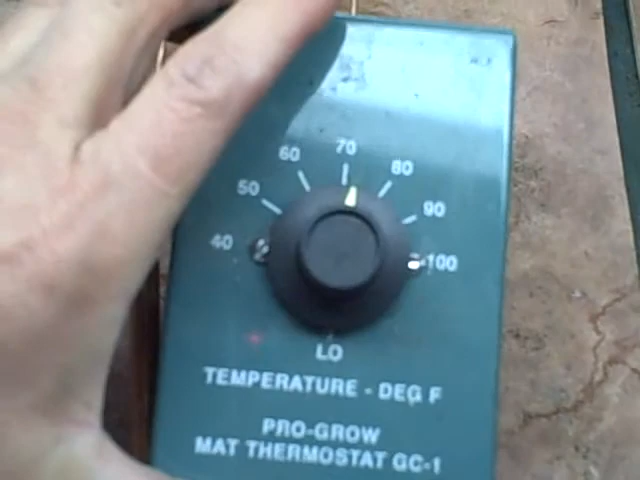 70
60 80
50 90
40 100
LO
TEMPERATURE - DEG F
PRO-GROW
MAT THERMOSTAT GC-1